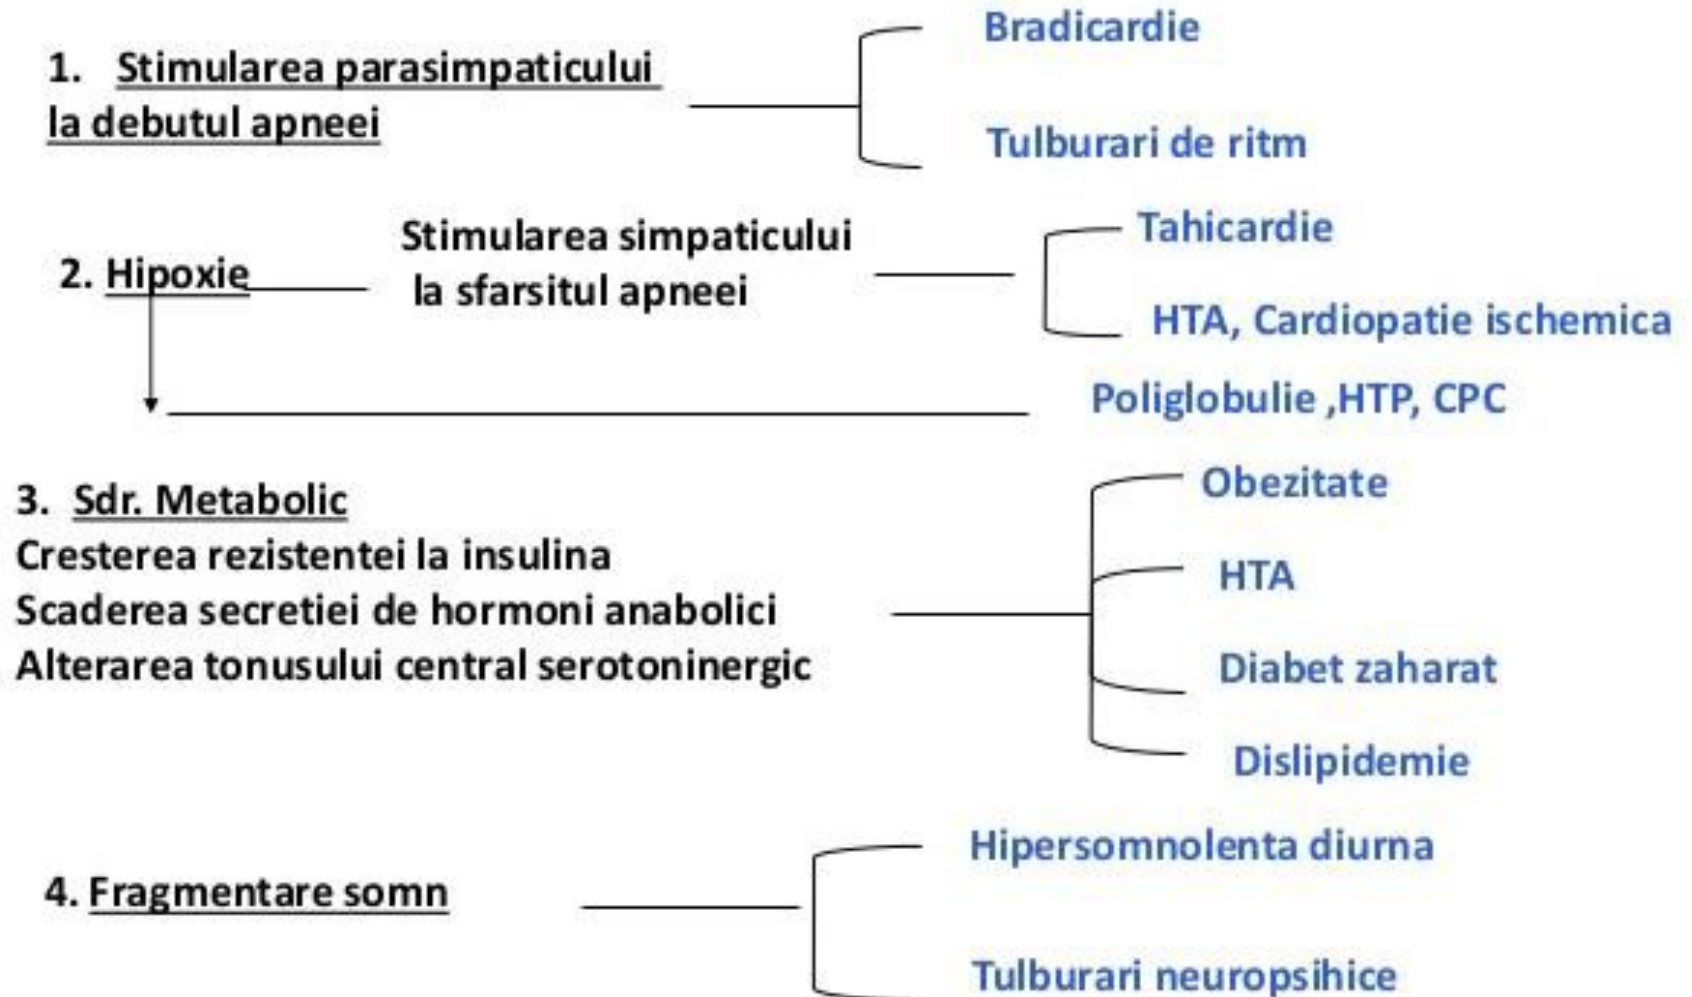 1. Stimularea parasimpaticului
la debutul apneei
Bradicardie
Tulburari de ritm
2. Hipoxie
Stimularea simpaticului
la sfarsitul apneei
Tahicardie
HTA, Cardiopatie ischemica
Poliglobulie ,HTP, CPC
3. Sdr. Metabolic
Cresterea rezistentei la insulina
Scaderea secretiei de hormoni anabolici
Alterarea tonusului central serotoninergic
Obezitate
HTA
Diabet zaharat
Dislipidemie
4. Fragmentare somn
Hipersomnolenta diurna
Tulburari neuropsihice